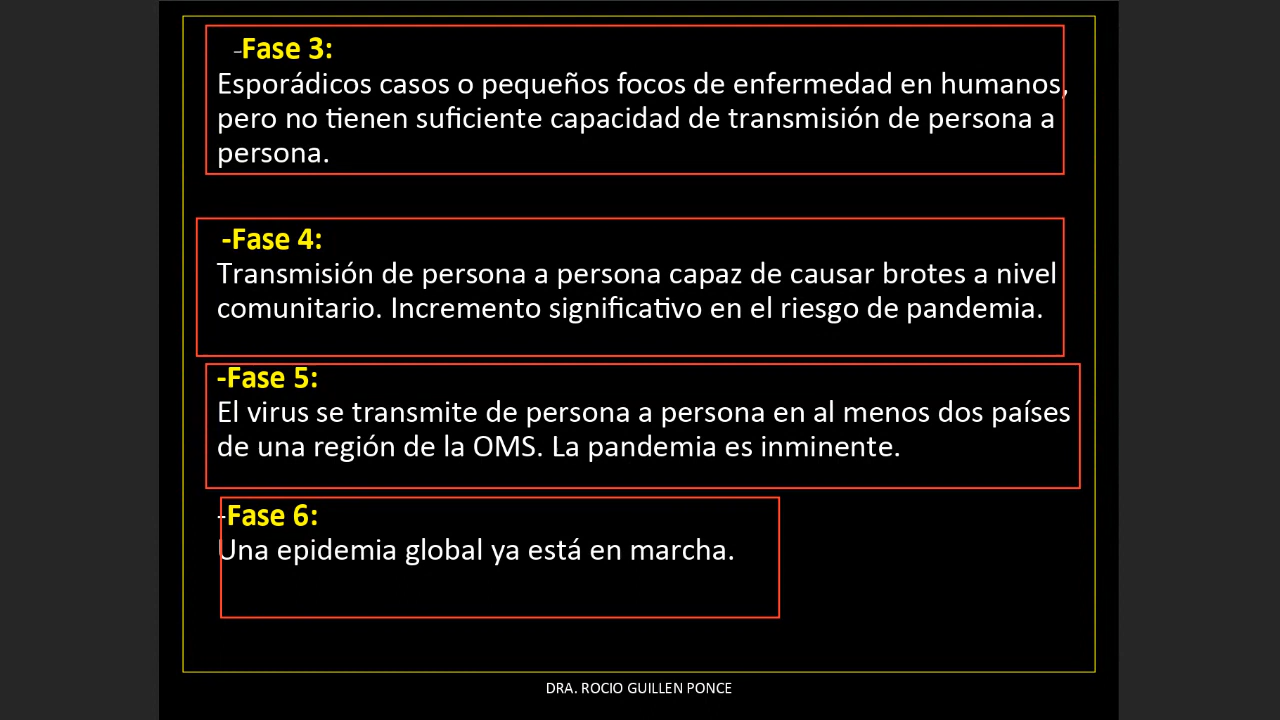 -Fase 3:
Esporádicos casos o pequeños focos de enfermedad en humanos,
pero no tienen suficiente capacidad de transmisión de persona a
persona.
-Fase 4:
Transmisión de persona a persona capaz de causar brotes a nivel
comunitario. Incremento significativo en el riesgo de pandemia.
-Fase 5:
El virus se transmite de persona a persona en al menos dos países
de una región de la OMS. La pandemia es inminente.
-Fase 6:
Una epidemia global ya está en marcha.
DRA. ROCIO GUILLEN PONCE